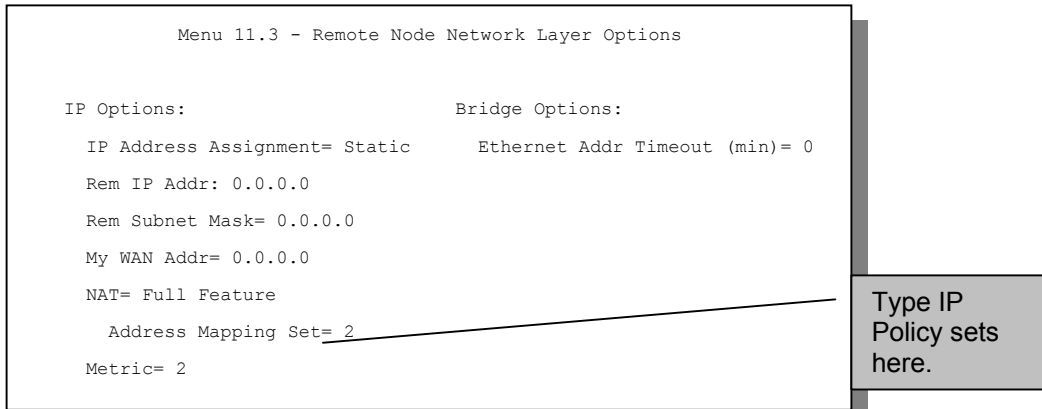 Menu 11.3 - Remote Node Network Layer Options
IP Options: Bridge Options:
IP Address Assignment= Static Ethernet Addr Timeout (min)= 0
Rem IP Addr: 0.0.0.0
Rem Subnet Mask= 0.0.0.0
My WAN Addr= 0.0.0.0
NAT= Full Feature
Address Mapping Set= 2
Metric= 2
Type IP
Policy sets
here.